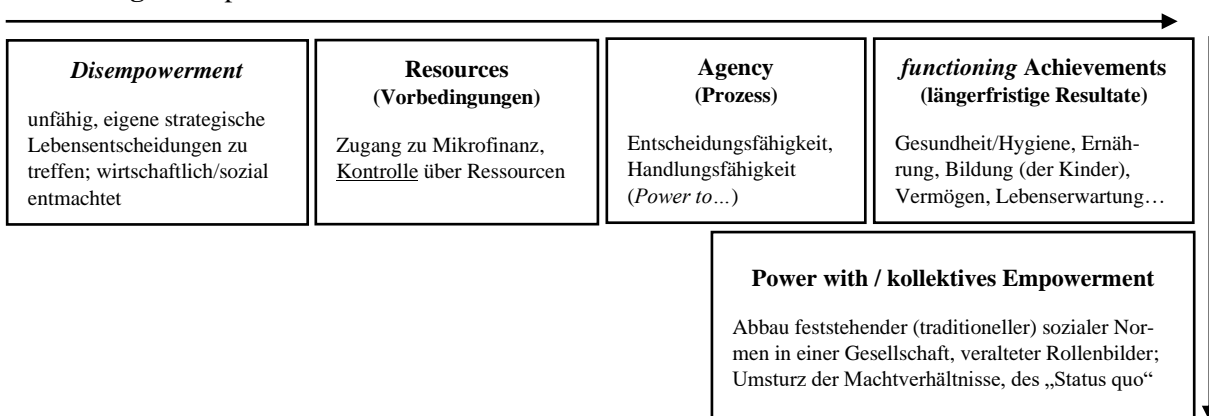 Disempowerment
unfähig, eigene strategische
Lebensentscheidungen zu
treffen; wirtschaftlich/sozial
entmachtet
Resources
(Vorbedingungen)
Zugang zu Mikrofinanz,
Kontrolle über Ressourcen
Agency
(Prozess)
Entscheidungsfähigkeit,
Handlungsfähigkeit
(Power to…)
functioning Achievements
(längerfristige Resultate)
Gesundheit/Hygiene, Ernäh-
rung, Bildung (der Kinder),
Vermögen, Lebenserwartung…
Power with / kollektives Empowerment
Abbau feststehender (traditioneller) sozialer Nor-
men in einer Gesellschaft, veralteter Rollenbilder;
Umsturz der Machtverhältnisse, des „Status quo“